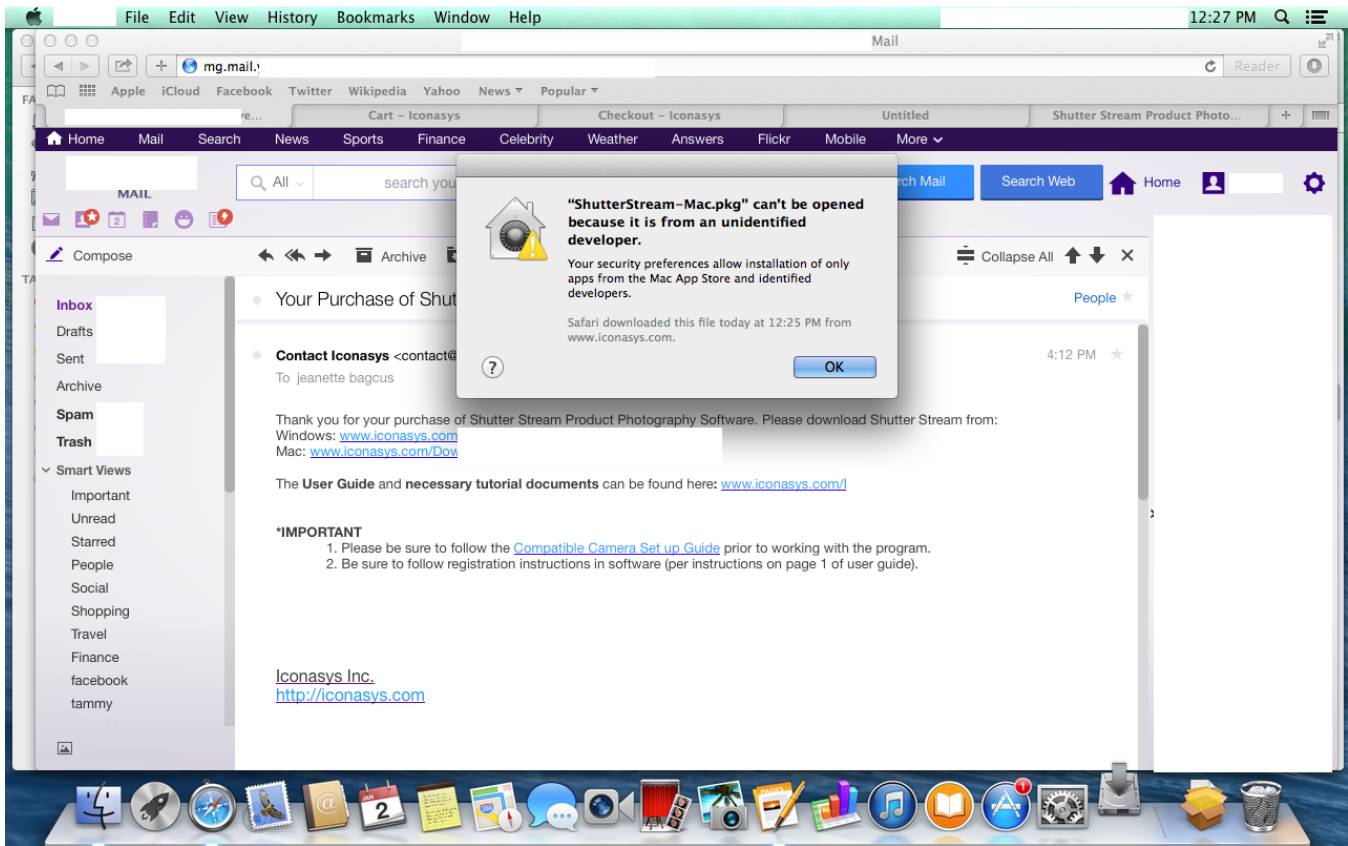 File Edit View History Bookmarks Window Help 12:27 PM
Mail
mg.mail.y Reader
Apple iCloud Facebook Twitter Wikipedia Yahoo News Popular
FA
Cart – Iconasys Checkout – Iconasys Untitled Shutter Stream Product Photo...
Home Mail Search News Sports Finance Celebrity Weather Answers Flickr Mobile More
MAIL
All search you rch Mail Search Web Home
2
Compose Archive Collapse All
TA
"ShutterStream-Mac.pkg" can't be opened
because it is from an unidentified
developer.
Your security preferences allow installation of only
apps from the Mac App Store and identified
developers.
Safari downloaded this file today at 12:25 PM from
www.iconasys.com.
? OK
Inbox
Drafts
Sent
Archive
Spam
Trash
Smart Views
Important
Unread
Starred
People
Social
Shopping
Travel
Finance
facebook
tammy
Your Purchase of Shut People
Contact Iconasys <contact@ 4:12 PM
To jeanette bagcus
Thank you for your purchase of Shutter Stream Product Photography Software. Please download Shutter Stream from:
Windows: www.iconasys.com
Mac: www.iconasys.com/Dow
The User Guide and necessary tutorial documents can be found here: www.iconasys.com/I
*IMPORTANT
1. Please be sure to follow the Compatible Camera Set up Guide prior to working with the program.
2. Be sure to follow registration instructions in software (per instructions on page 1 of user guide).
Iconasys Inc.
http://iconasys.com
JAN
2
PAGES
1